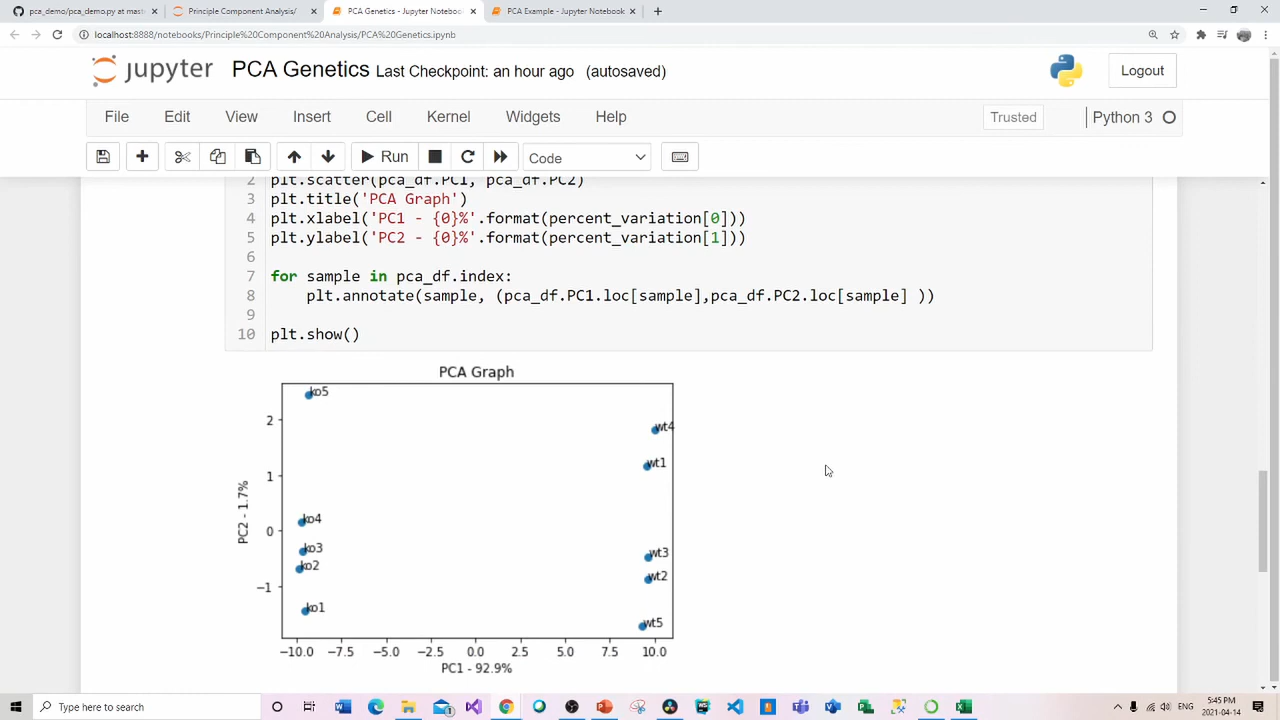 pca_demo/pca_demo.py at mast
Principle Component Analysis/
PCA Genetics - Jupyter Notebook
PCA Example - Jupyter Notebook
localhost:8888/notebooks/Principle%20Component%20Analysis/PCA%20Genetics.ipynb
jupyter PCA Genetics Last Checkpoint: an hour ago (autosaved)
Logout
File Edit View Insert Cell Kernel Widgets Help
Trusted Python 3
Run Code
2 plt.scatter(pca_df.PC1, pca_df.PC2)
3 plt.title('PCA Graph')
4 plt.xlabel('PC1 - {0}%'.format(percent_variation[0]))
5 plt.ylabel('PC2 - {0}%'.format(percent_variation[1]))
6
7 for sample in pca_df.index:
8 plt.annotate(sample, (pca_df.PC1.loc[sample],pca_df.PC2.loc[sample] ))
9
10 plt.show()
PCA Graph
ko5
2
wt4
wt1
1
PC2 - 1.7%
ko4
0
ko3
wt3
ko2
wt2
−1
ko1
wt5
−10.0 −7.5 −5.0 −2.5 0.0 2.5 5.0 7.5 10.0
PC1 - 92.9%
Type here to search
ENG
5:45 PM
2021-04-14